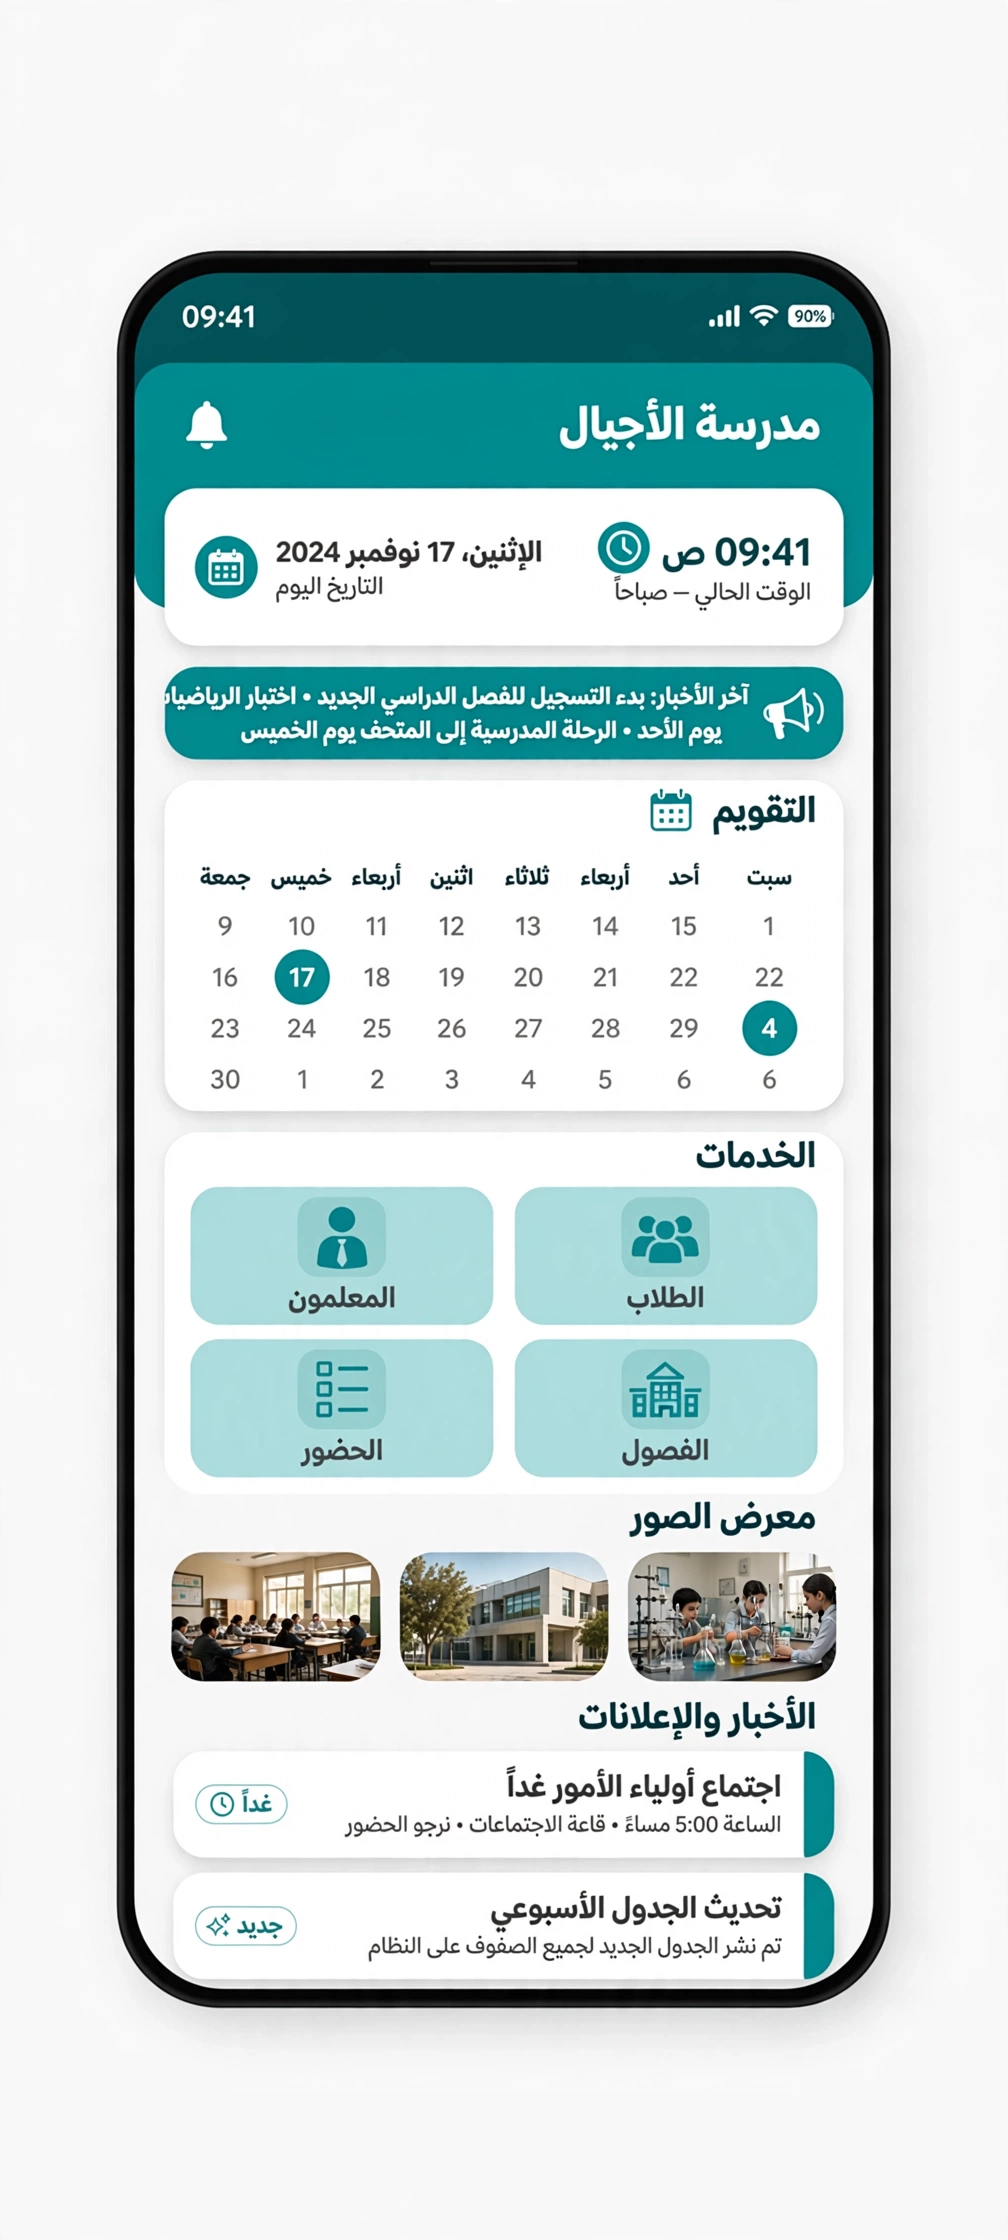 09:41
90%
مدرسة الأجيال
09:41 ص
الوقت الحالي – صباحاً
الإثنين، 17 نوفمبر 2024
التاريخ اليوم
آخر الأخبار: بدء التسجيل للفصل الدراسي الجديد • اختبار الرياضيات
يوم الأحد • الرحلة المدرسية إلى المتحف يوم الخميس
التقويم
سبت أحد أربعاء ثلاثاء اثنين أربعاء خميس جمعة
1 15 14 13 12 11 10 9
22 22 21 20 19 18 17 16
4 29 28 27 26 25 24 23
6 6 5 4 3 2 1 30
الخدمات
الطلاب
المعلمون
الفصول
الحضور
معرض الصور
الأخبار والإعلانات
اجتماع أولياء الأمور غداً
الساعة 5:00 مساءً • قاعة الاجتماعات • نرجو الحضور
غداً
تحديث الجدول الأسبوعي
تم نشر الجدول الجديد لجميع الصفوف على النظام
جديد